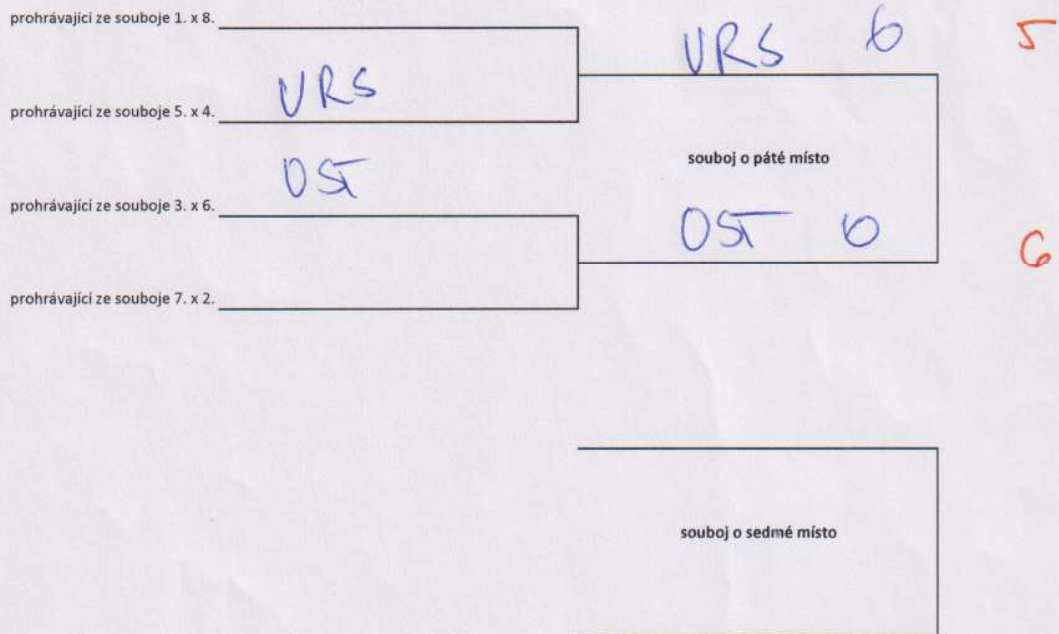 prohrávající ze souboje 1. x 8.
VRS 6 5
VRS
prohrávající ze souboje 5. x 4.
souboj o páté místo
OST
prohrávající ze souboje 3. x 6.
OST 0 6
prohrávající ze souboje 7. x 2.
souboj o sedmé místo